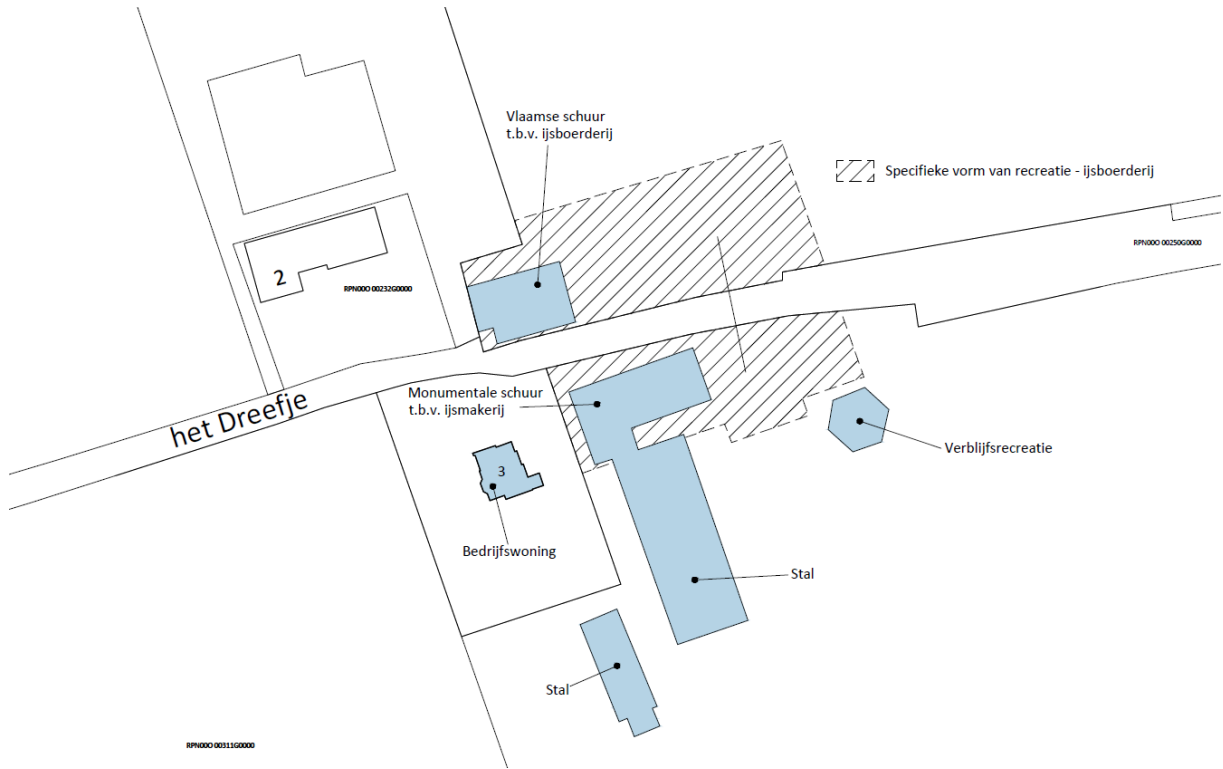 Vlaamse schuur
t.b.v. ijsboerderij
Specifieke vorm van recreatie - ijsboerderij
RPN00O 00250G0000
2
RPN00O 00232G0000
Monumentale schuur
t.b.v. ijsmakerij
het Dreefje
Verblijfsrecreatie
3
Bedrijfswoning
Stal
Stal
RPN00O 00311G0000